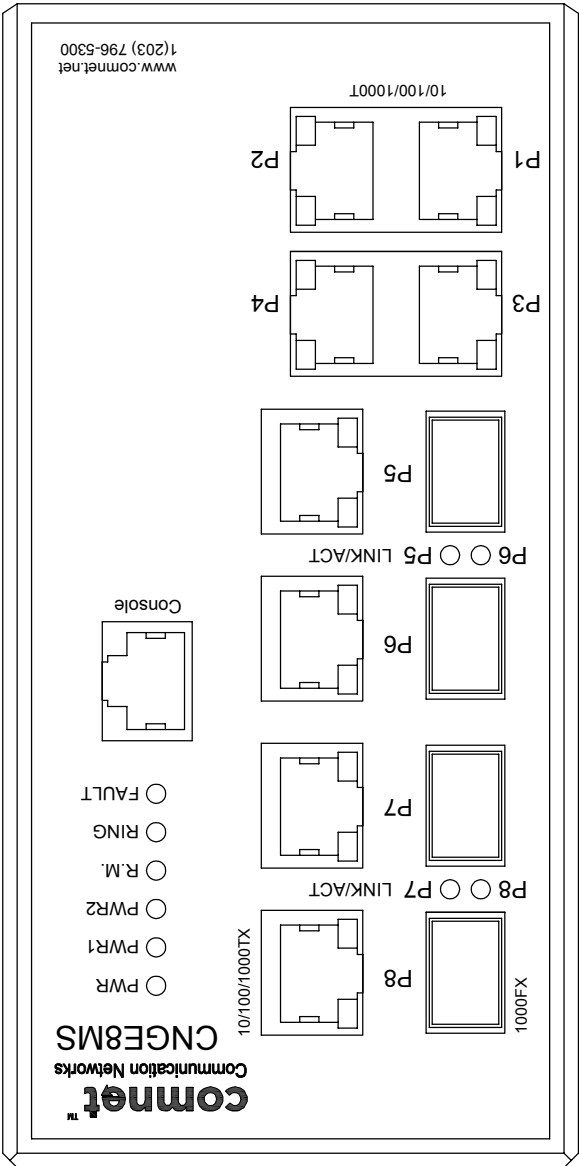 comnet™
Communication Networks
CNGE8MS
PWR
PWR1
PWR2
R.M.
RING
FAULT
Console
10/100/1000TX
P8
1000FX
LINK/ACT P7 P8
P7
P6
LINK/ACT P5 P6
P5
P3
P4
P1
P2
10/100/1000T
www.comnet.net
1(203) 796-5300